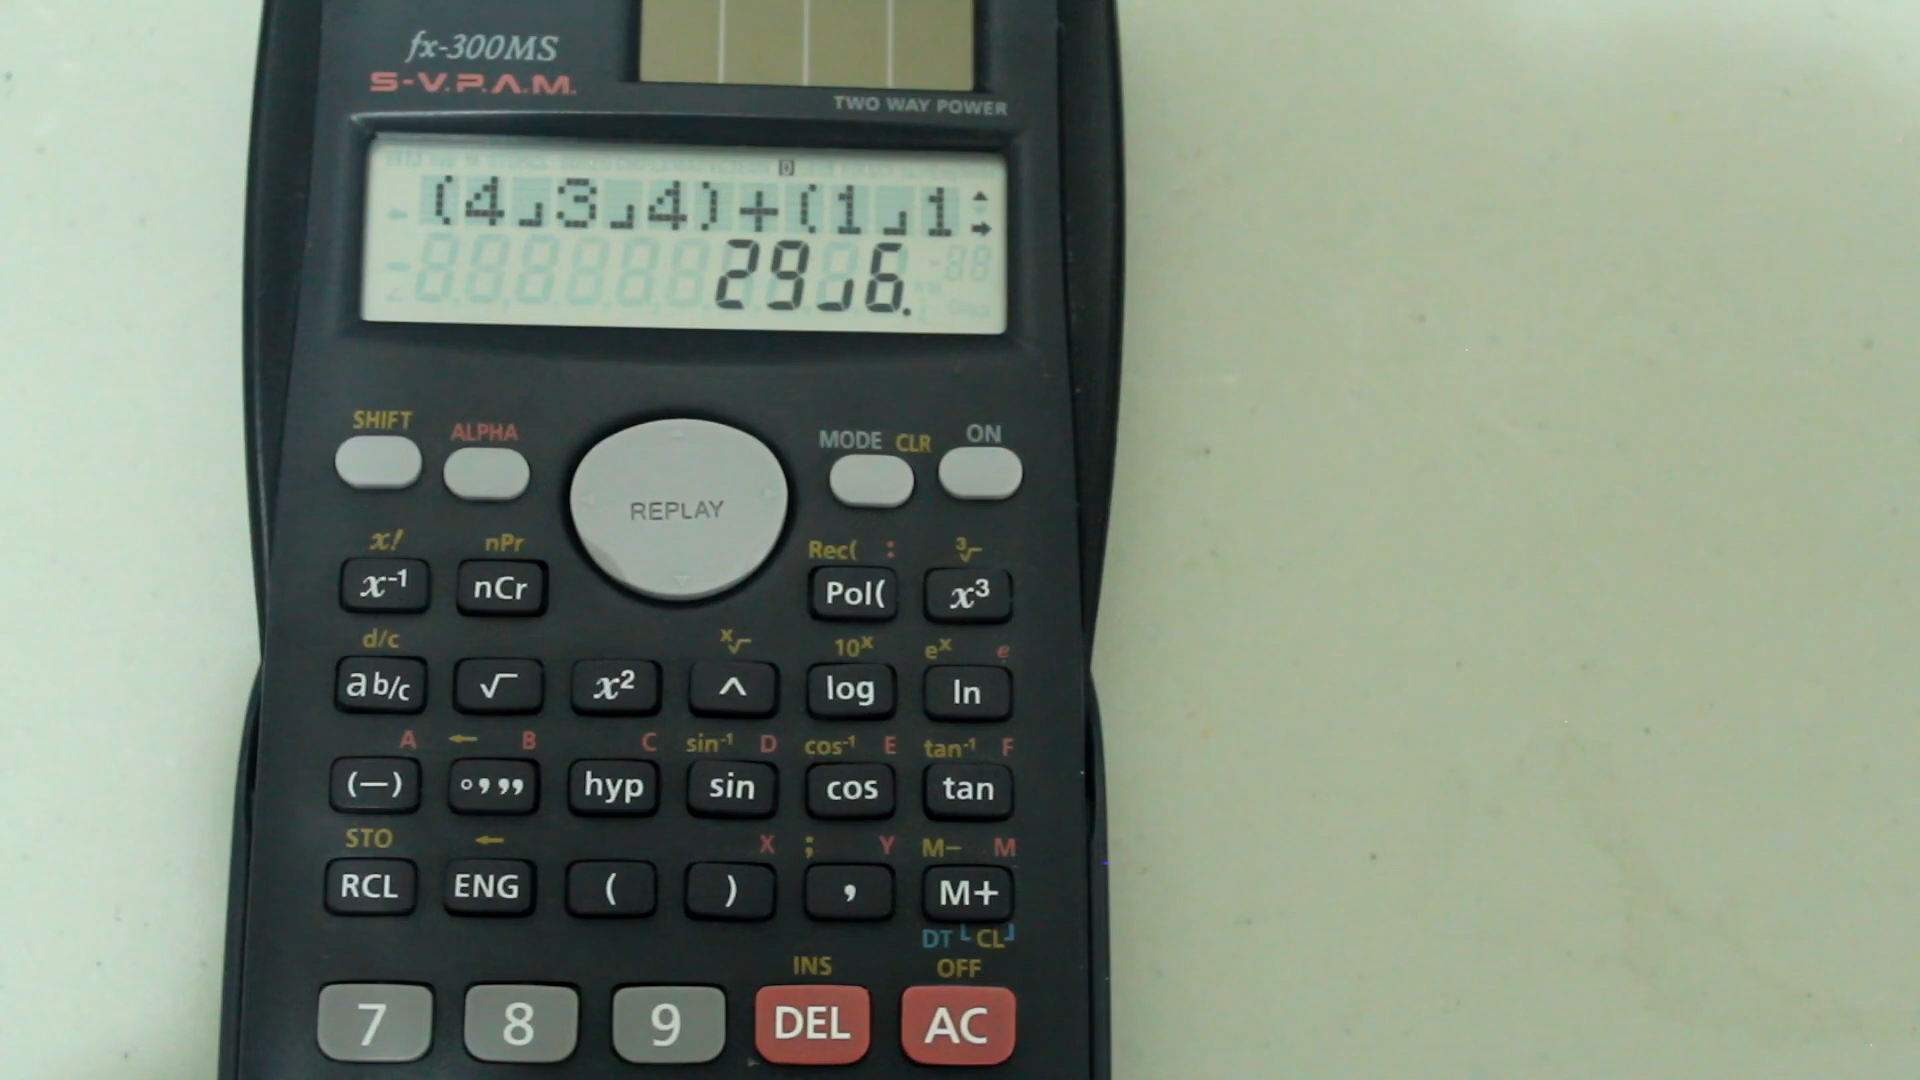 fx-300MS
S-V.P.A.M.
TWO WAY POWER
D
(4⌟3⌟4)+(1⌟1
29⌟6.
SHIFT ALPHA MODE CLR ON
REPLAY
x! nPr Rec( : ³√
x⁻¹ nCr Pol( x³
d/c ˣ√ 10ˣ eˣ e
a b/c √ x² ^ log ln
A ← B C sin⁻¹ D cos⁻¹ E tan⁻¹ F
(−) °,,, hyp sin cos tan
STO ← X ; Y M− M
RCL ENG ( ) , M+
DT CL
INS OFF
7 8 9 DEL AC